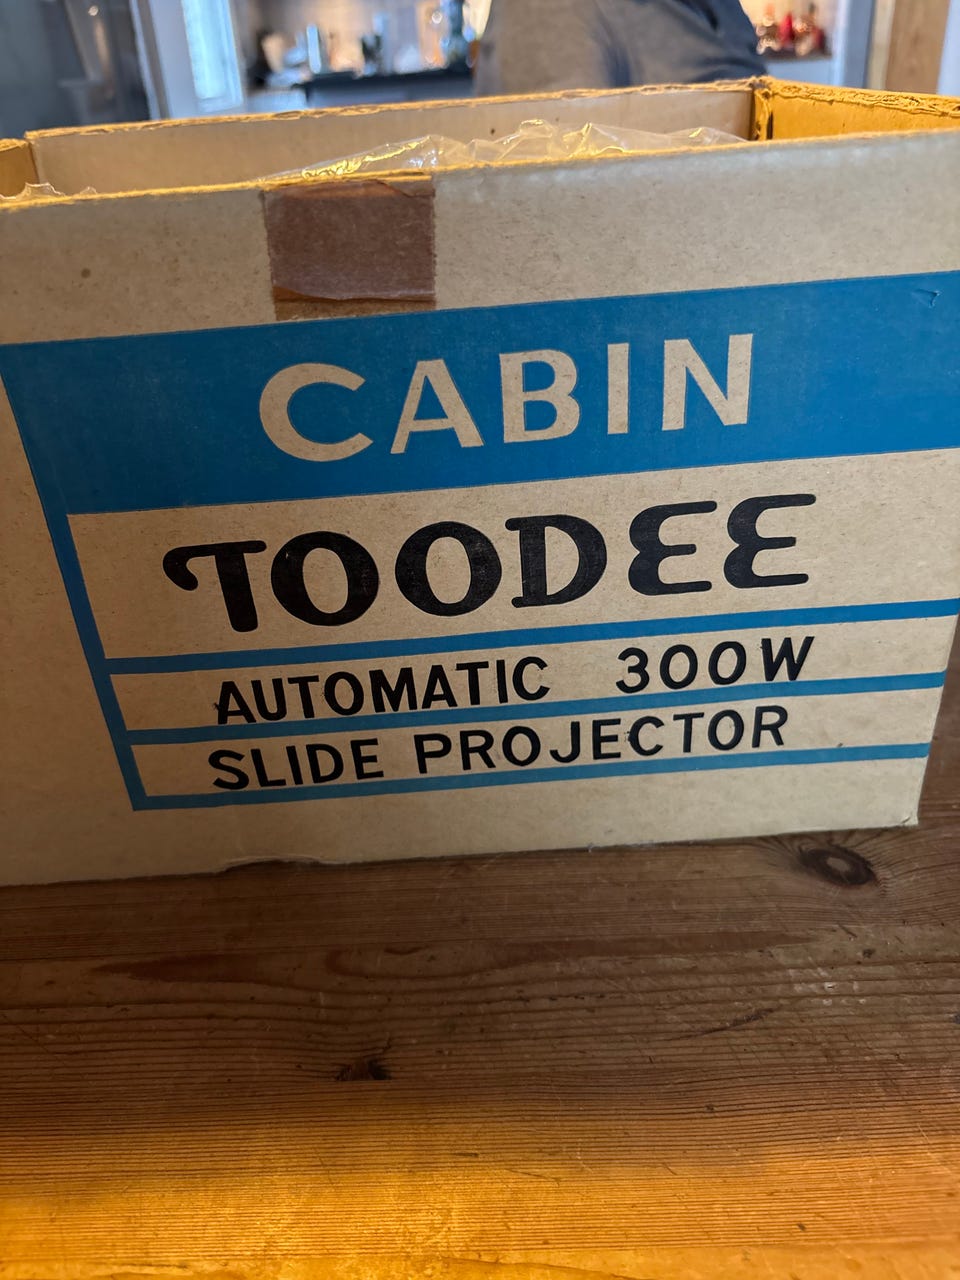 CABIN
TOODEE
AUTOMATIC 300W
SLIDE PROJECTOR